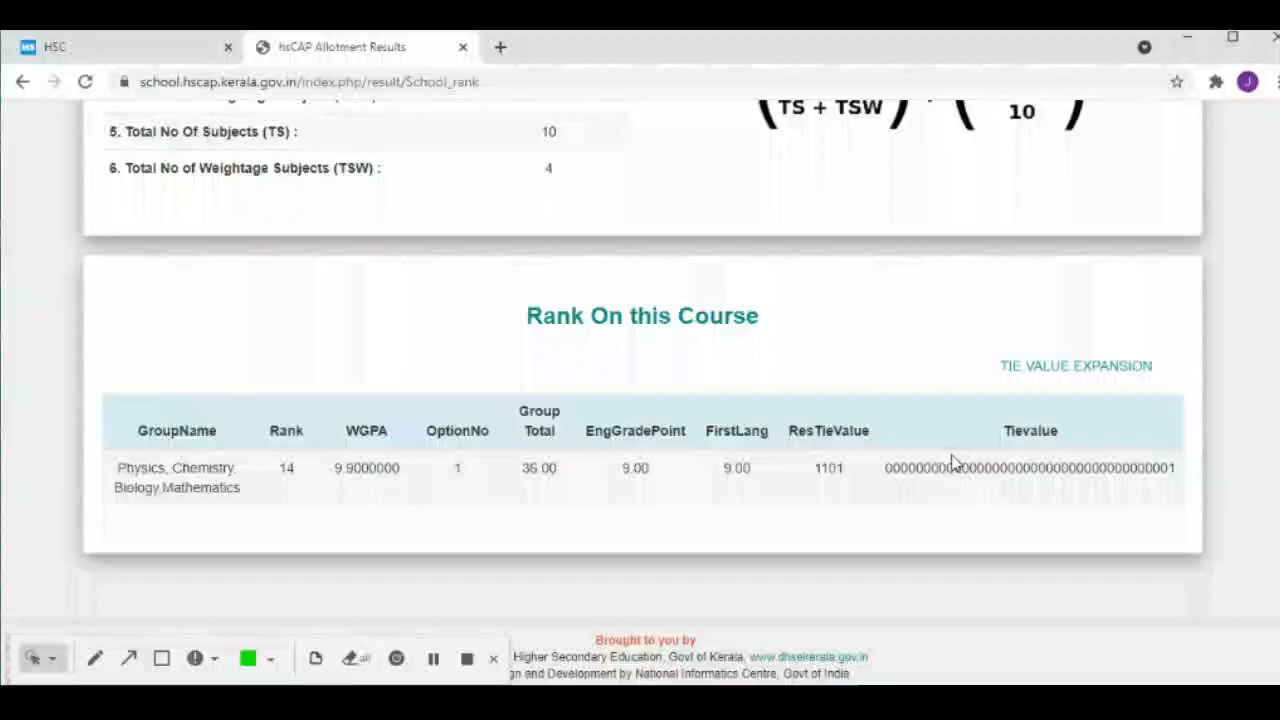 HSC
hsCAP Allotment Results
school.hscap.kerala.gov.in/index.php/result/School_rank
J
5. Total No Of Subjects (TS) : 10
6. Total No of Weightage Subjects (TSW) : 4
(TS + TSW) (10)
Rank On this Course
TIE VALUE EXPANSION
GroupName Rank WGPA OptionNo Group Total EngGradePoint FirstLang ResTieValue Tievalue
Physics, Chemistry, 14 9.9000000 1 36.00 9.00 9.00 1101
Biology,Mathematics
all
Brought to you by
Higher Secondary Education, Govt of Kerala, www.dhsekerala.gov.in
gn and Development by National Informatics Centre, Govt of India